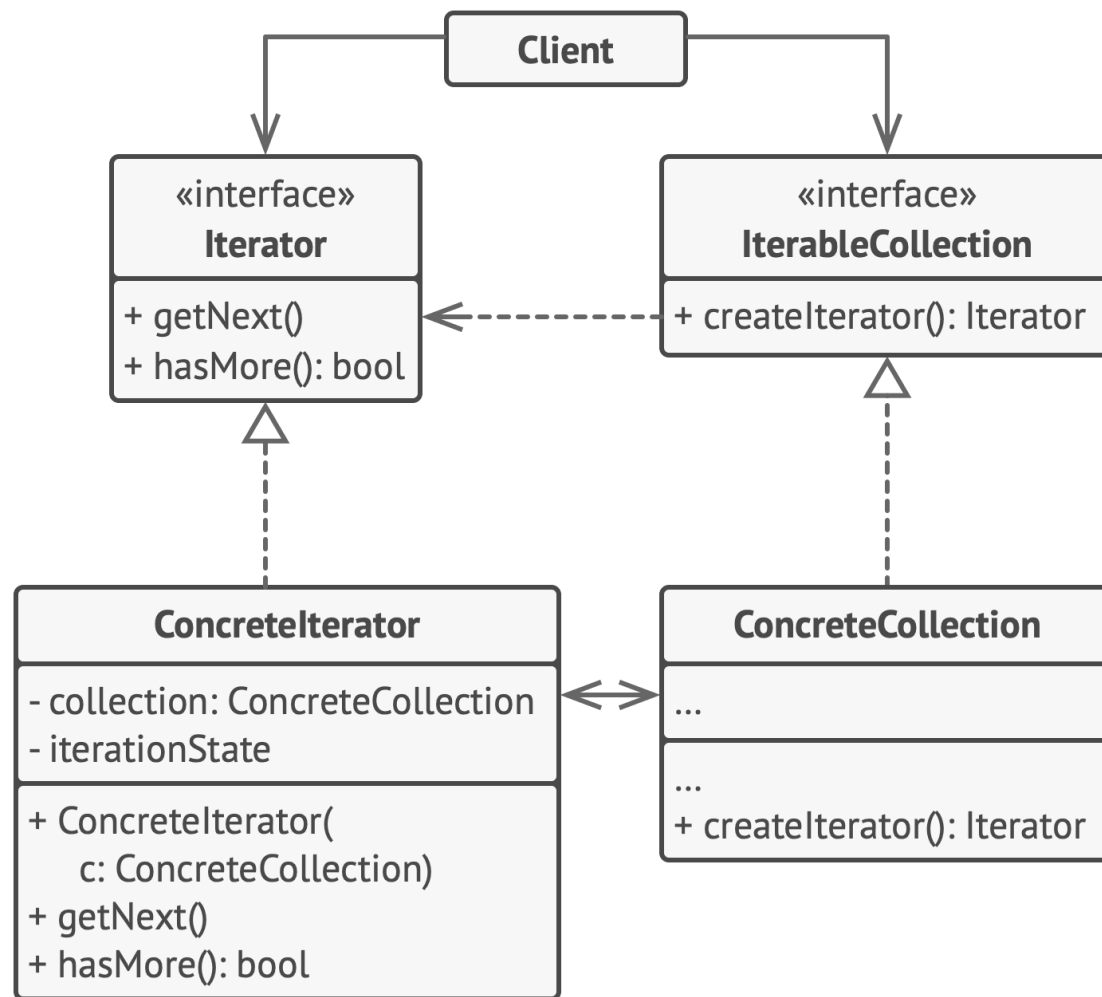 Client
«interface»
Iterator
+ getNext()
+ hasMore(): bool
«interface»
IterableCollection
+ createIterator(): Iterator
ConcreteIterator
- collection: ConcreteCollection
- iterationState
+ ConcreteIterator(
c: ConcreteCollection)
+ getNext()
+ hasMore(): bool
ConcreteCollection
...
...
+ createIterator(): Iterator